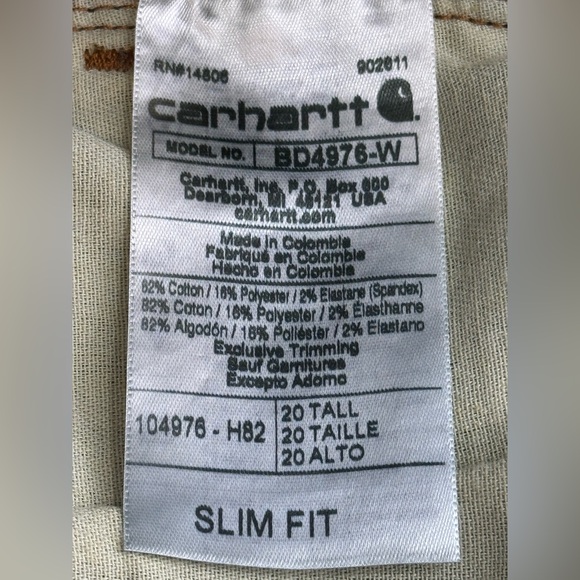 RN#14806 902611
carhartt
MODEL NO. BD4976-W
Carhartt, Inc. P.O. Box 600
Dearborn, MI 48121 USA
carhartt.com
Made in Colombia
Fabriqué en Colombie
Hecho en Colombia
82% Cotton / 16% Polyester / 2% Elastane (Spandex)
82% Coton / 16% Polyester / 2% Élasthanne
82% Algodón / 16% Poliéster / 2% Elastano
Exclusive Trimming
Sauf Garnitures
Excepto Adorno
104976 - H82
20 TALL
20 TAILLE
20 ALTO
SLIM FIT